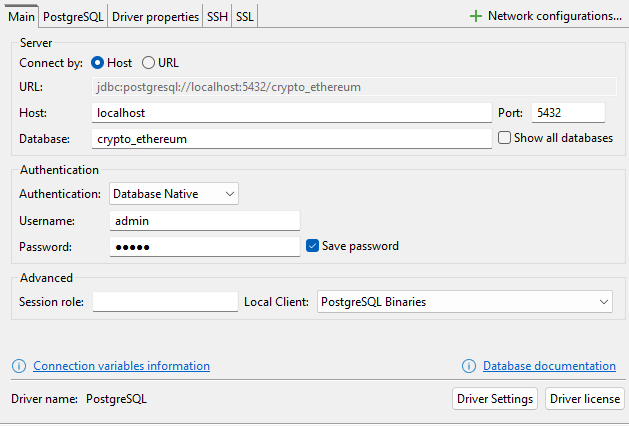 Main PostgreSQL Driver properties SSH SSL Network configurations...
Server
Connect by: Host URL
URL: jdbc:postgresql://localhost:5432/crypto_ethereum
Host: localhost Port: 5432
Database: crypto_ethereum Show all databases
Authentication
Authentication: Database Native
Username: admin
Password: ••••• Save password
Advanced
Session role: Local Client: PostgreSQL Binaries
Connection variables information Database documentation
Driver name: PostgreSQL Driver Settings Driver license